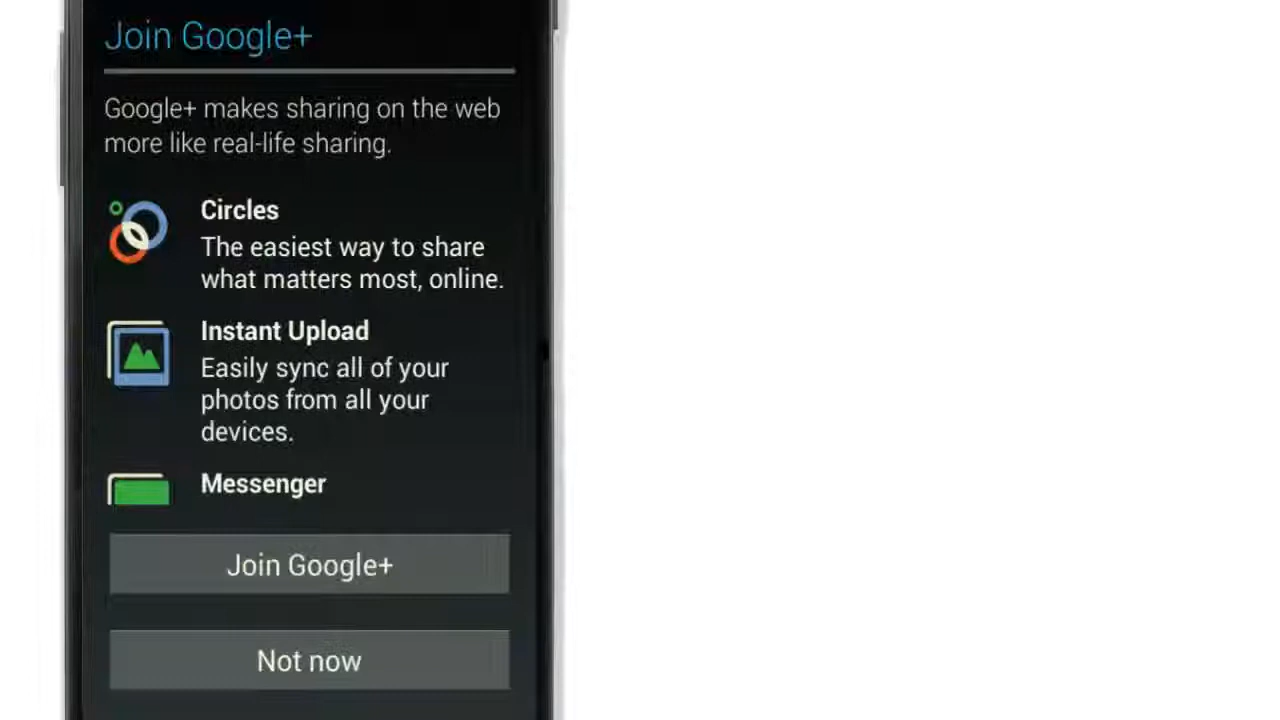 Join Google+
Google+ makes sharing on the web
more like real-life sharing.
Circles
The easiest way to share
what matters most, online.
Instant Upload
Easily sync all of your
photos from all your
devices.
Messenger
Join Google+
Not now